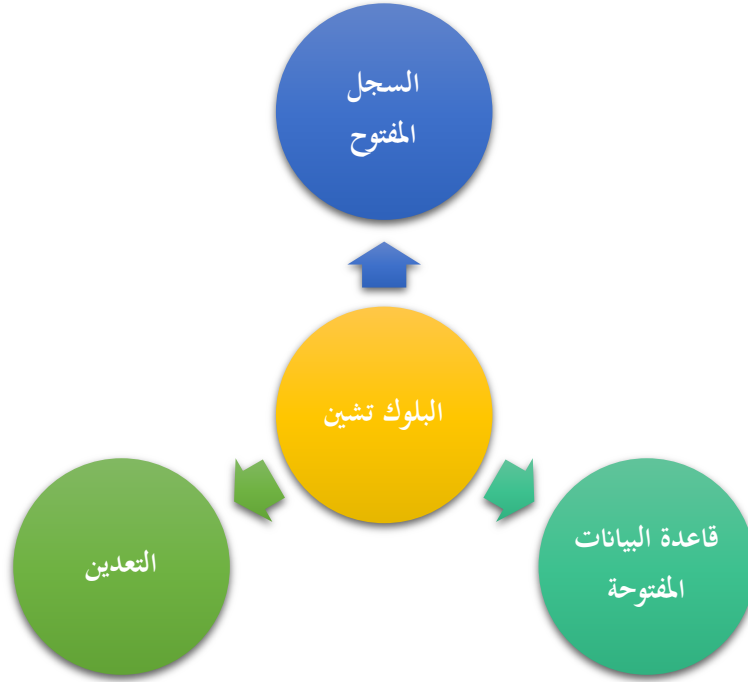 السجل
المفتوح
البلوك تشين
قاعدة البيانات
المفتوحة
التعدين